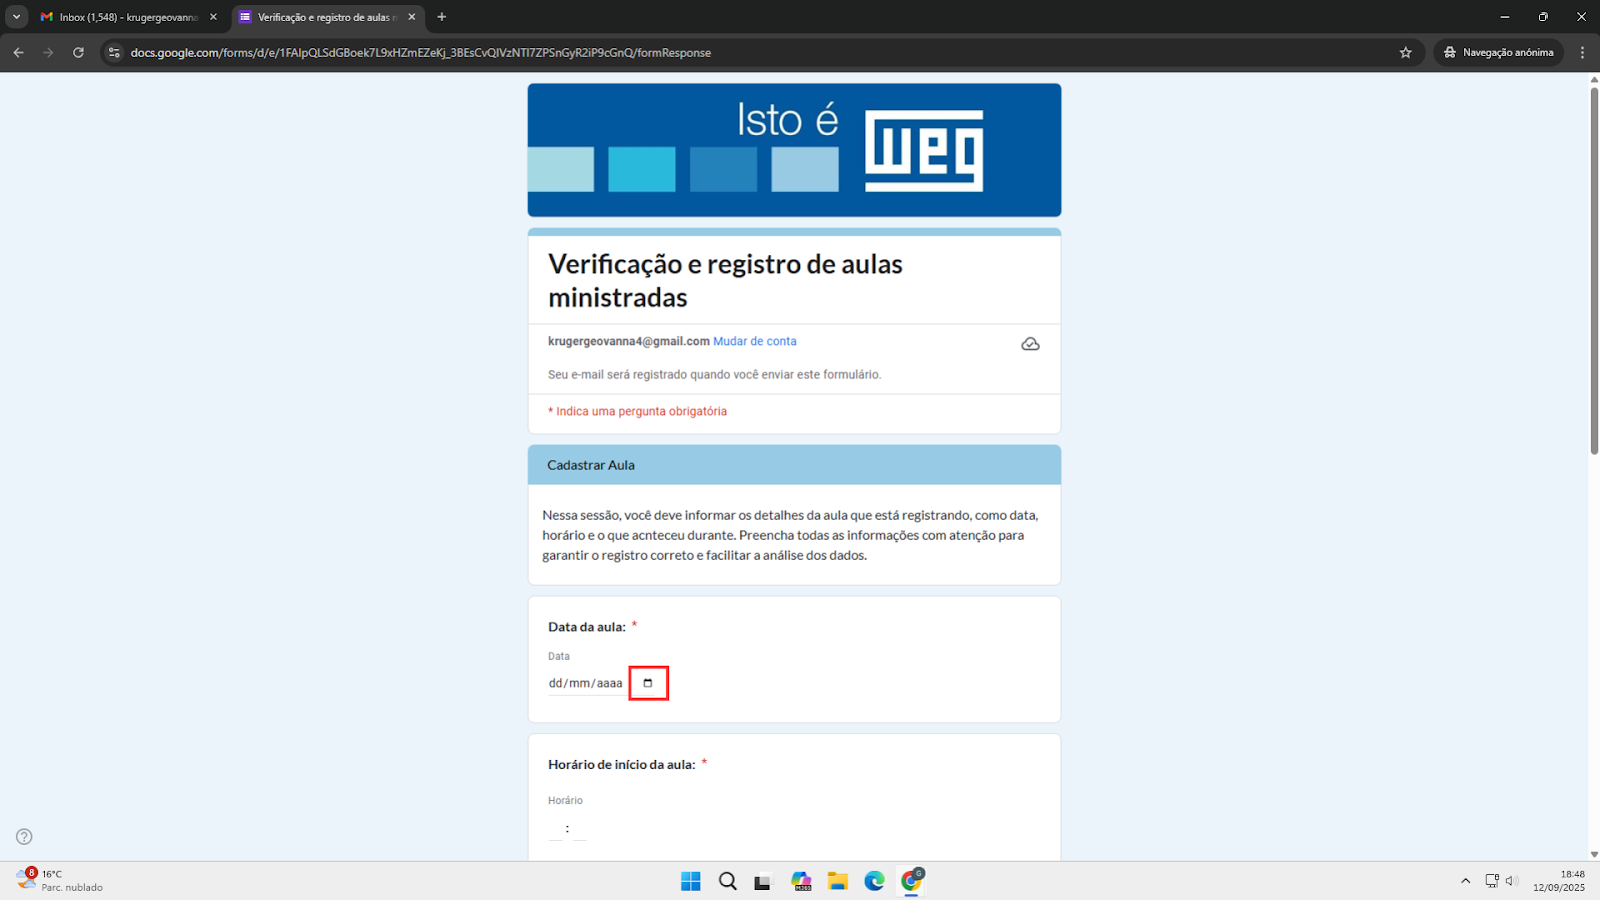 Inbox (1,548) - krugergeovanna
Verificação e registro de aulas n
docs.google.com/forms/d/e/1FAIpQLSdGBoek7L9xHZmEZeKj_3BEsCvQIVzNTI7ZPSnGyR2iP9cGnQ/formResponse
Navegação anónima
Isto é weg
Verificação e registro de aulas
ministradas
krugergeovanna4@gmail.com Mudar de conta
Seu e-mail será registrado quando você enviar este formulário.
* Indica uma pergunta obrigatória
Cadastrar Aula
Nessa sessão, você deve informar os detalhes da aula que está registrando, como data,
horário e o que acnteceu durante. Preencha todas as informações com atenção para
garantir o registro correto e facilitar a análise dos dados.
Data da aula: *
Data
dd/mm/aaaa
Horário de início da aula: *
Horário
:
8
16°C
Parc. nublado
M365
G
18:48
12/09/2025